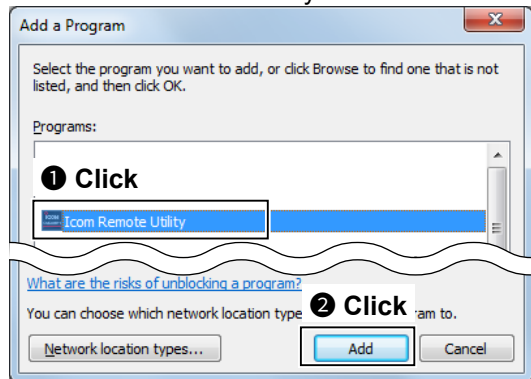 Add a Program
Select the program you want to add, or click Browse to find one that is not
listed, and then click OK.
Programs:
❶ Click
Icom Remote Utility
What are the risks of unblocking a program?
❷ Click
You can choose which network location type ram to.
Network location types...
Add
Cancel